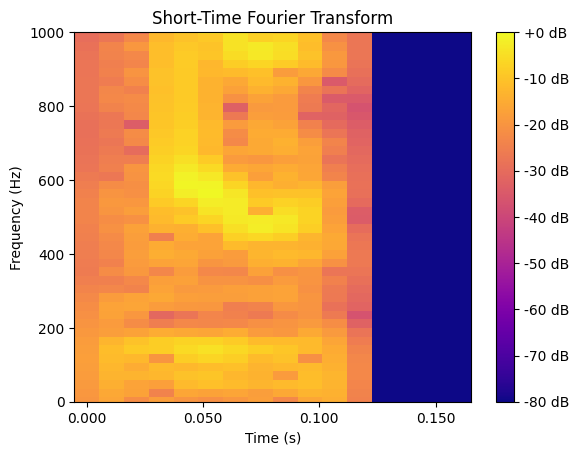 Short-Time Fourier Transform
1000
800
600
400
200
0
Frequency (Hz)
0.000
0.050
0.100
0.150
Time (s)
+0 dB
-10 dB
-20 dB
-30 dB
-40 dB
-50 dB
-60 dB
-70 dB
-80 dB